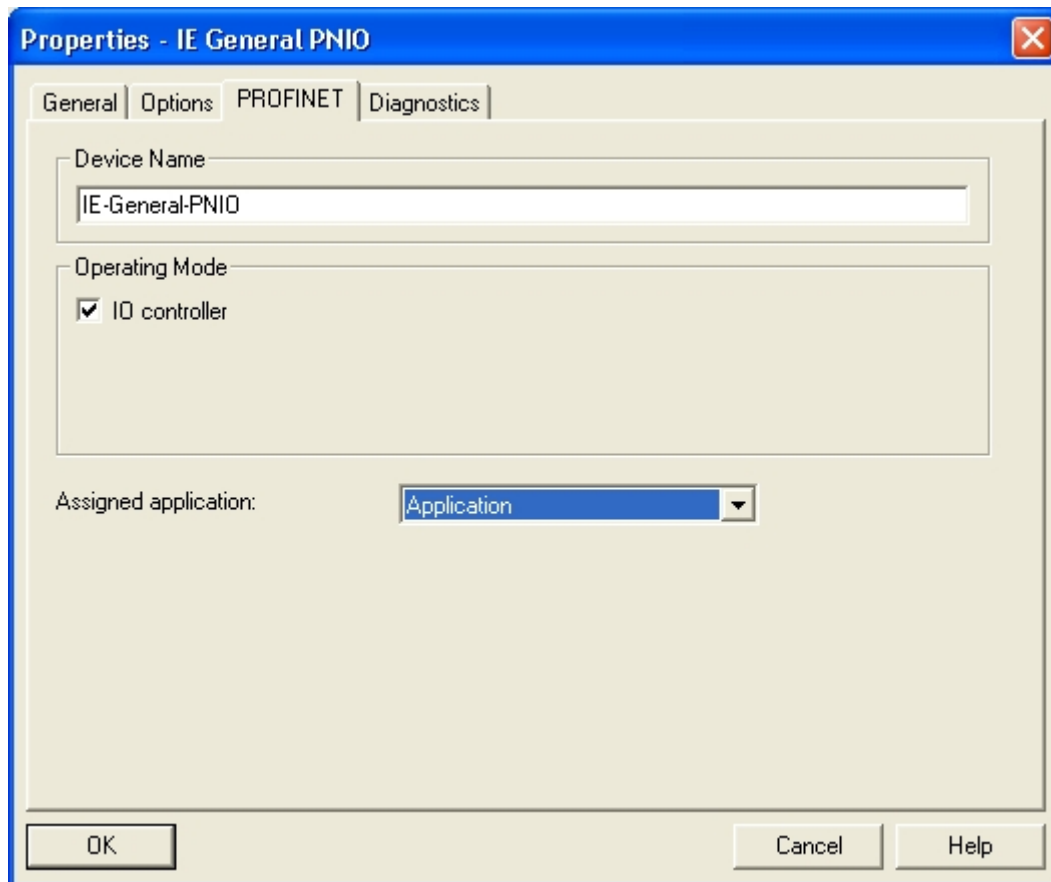 Properties - IE General PNIO
General Options PROFINET Diagnostics
Device Name
IE-General-PNIO
Operating Mode
IO controller
Assigned application: Application
OK Cancel Help